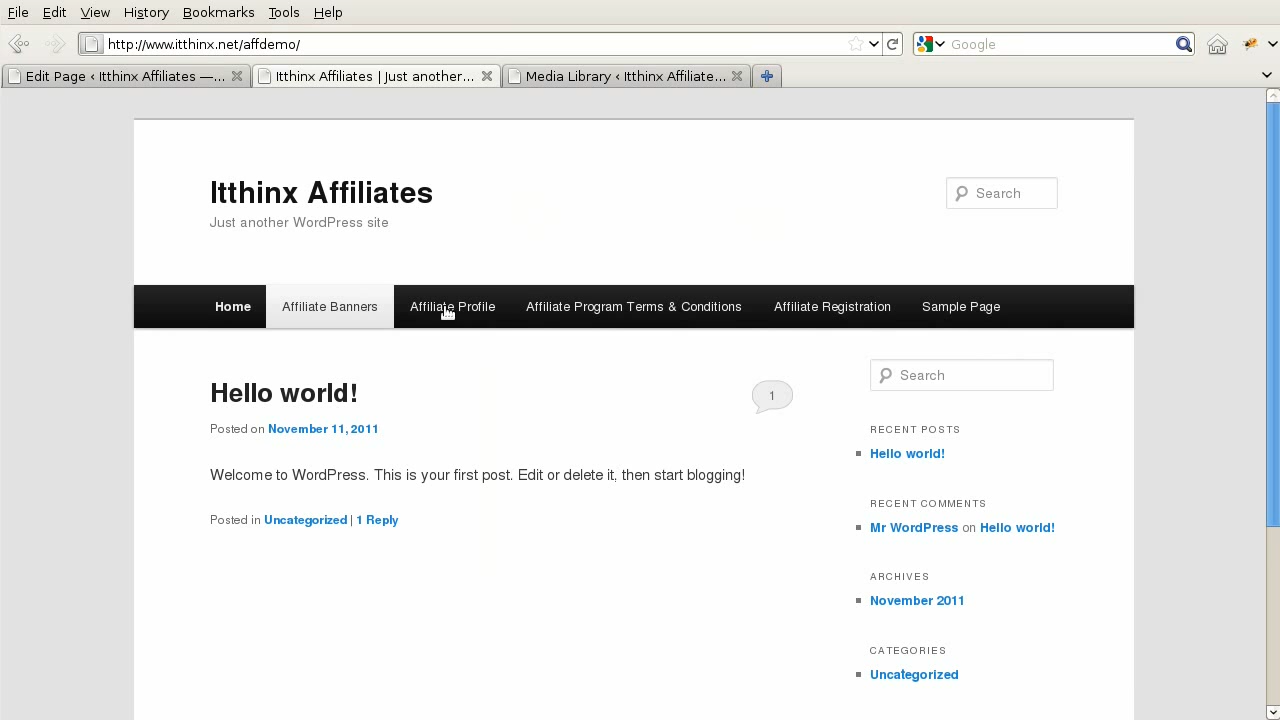 File Edit View History Bookmarks Tools Help
http://www.itthinx.net/affdemo/
Google
Edit Page ‹ Itthinx Affiliates —...
Itthinx Affiliates | Just another...
Media Library ‹ Itthinx Affiliate...
Itthinx Affiliates
Just another WordPress site
Search
Home Affiliate Banners Affiliate Profile Affiliate Program Terms & Conditions Affiliate Registration Sample Page
Hello world!
1
Posted on November 11, 2011
Welcome to WordPress. This is your first post. Edit or delete it, then start blogging!
Posted in Uncategorized | 1 Reply
Search
RECENT POSTS
Hello world!
RECENT COMMENTS
Mr WordPress on Hello world!
ARCHIVES
November 2011
CATEGORIES
Uncategorized